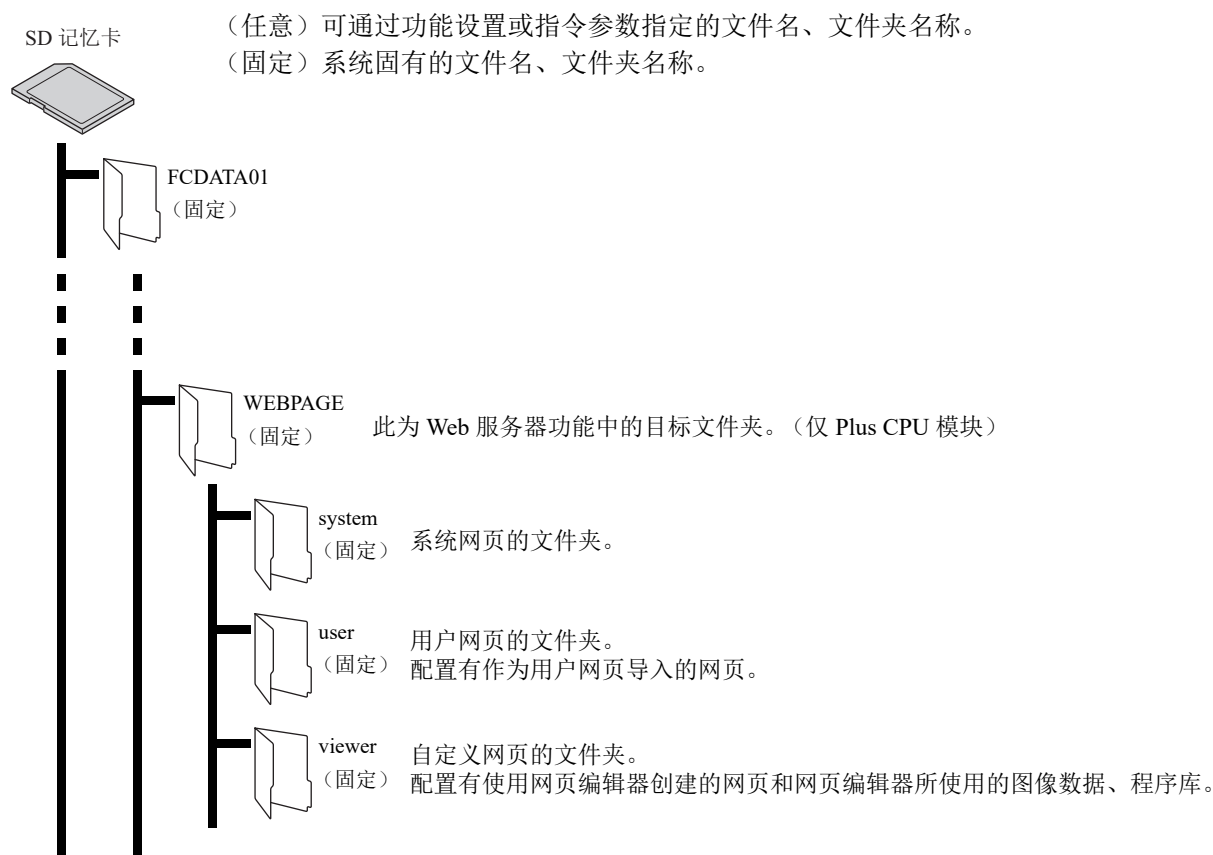 SD 记忆卡
（任意）可通过功能设置或指令参数指定的文件名、文件夹名称。
（固定）系统固有的文件名、文件夹名称。
FCDATA01
（固定）
WEBPAGE
（固定）
此为 Web 服务器功能中的目标文件夹。（仅 Plus CPU 模块）
system
（固定）
系统网页的文件夹。
user
（固定）
用户网页的文件夹。
配置有作为用户网页导入的网页。
viewer
（固定）
自定义网页的文件夹。
配置有使用网页编辑器创建的网页和网页编辑器所使用的图像数据、程序库。